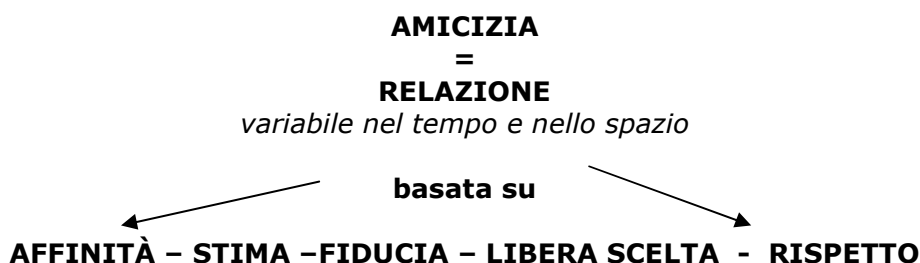 AMICIZIA
=
RELAZIONE
variabile nel tempo e nello spazio
basata su
AFFINITÀ – STIMA –FIDUCIA – LIBERA SCELTA - RISPETTO